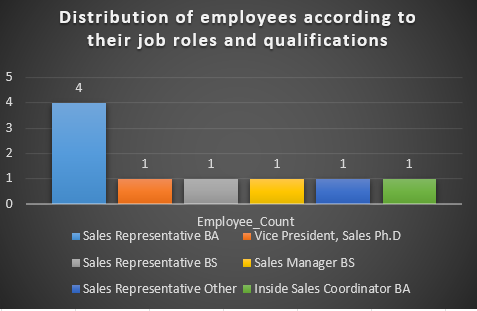 Distribution of employees according to
their job roles and qualifications
5
4
3
2
1
0
4
1
1
1
1
1
Employee_Count
Sales Representative BA
Vice President, Sales Ph.D
Sales Representative BS
Sales Manager BS
Sales Representative Other
Inside Sales Coordinator BA